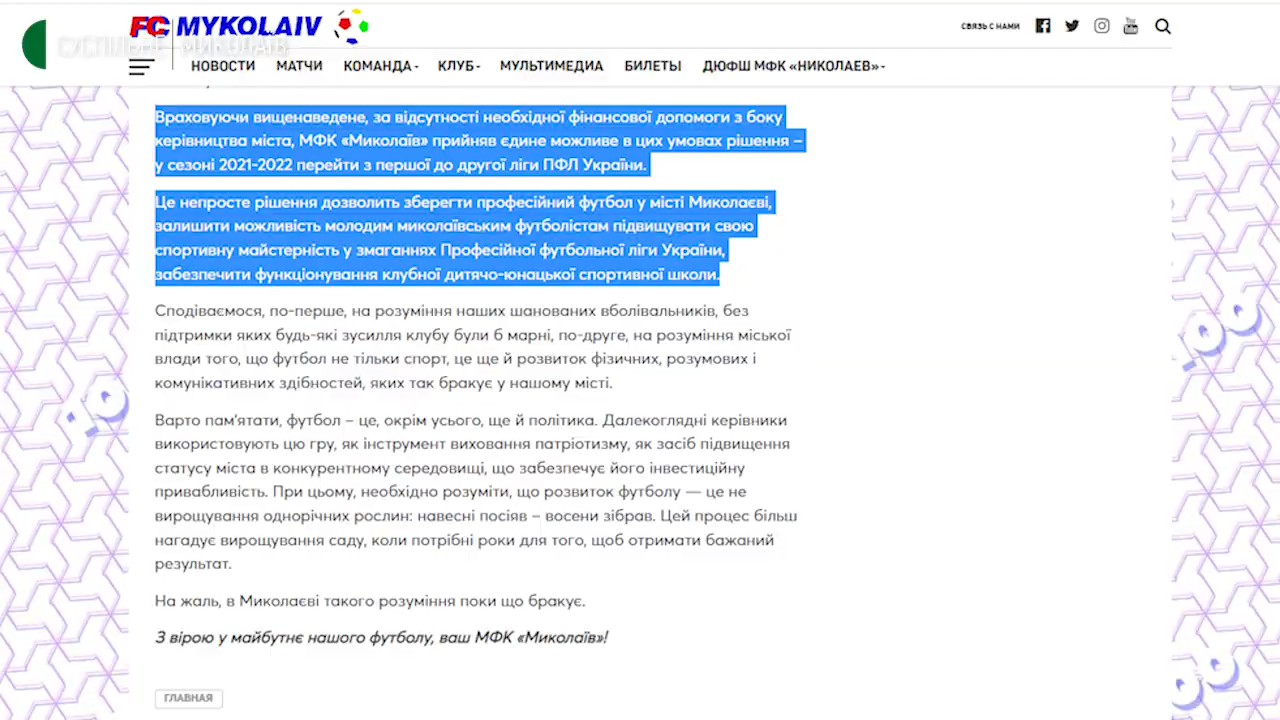 FC MYKOLAIV
СВЯЗЬ С НАМИ
СУСПІЛЬНЕ МИКОЛАЇВ
НОВОСТИ МАТЧИ КОМАНДА КЛУБ МУЛЬТИМЕДИА БИЛЕТЫ ДЮФШ МФК «НИКОЛАЕВ»
Враховуючи вищенаведене, за відсутності необхідної фінансової допомоги з боку
керівництва міста, МФК «Миколаїв» прийняв єдине можливе в цих умовах рішення –
у сезоні 2021-2022 перейти з першої до другої ліги ПФЛ України.
Це непросте рішення дозволить зберегти професійний футбол у місті Миколаєві,
залишити можливість молодим миколаївським футболістам підвищувати свою
спортивну майстерність у змаганнях Професійної футбольної ліги України,
забезпечити функціонування клубної дитячо-юнацької спортивної школи.
Сподіваємося, по-перше, на розуміння наших шанованих вболівальників, без
підтримки яких будь-які зусилля клубу були б марні, по-друге, на розуміння міської
влади того, що футбол не тільки спорт, це ще й розвиток фізичних, розумових і
комунікативних здібностей, яких так бракує у нашому місті.
Варто пам'ятати, футбол – це, окрім усього, ще й політика. Далекоглядні керівники
використовують цю гру, як інструмент виховання патріотизму, як засіб підвищення
статусу міста в конкурентному середовищі, що забезпечує його інвестиційну
привабливість. При цьому, необхідно розуміти, що розвиток футболу — це не
вирощування однорічних рослин: навесні посіяв – восени зібрав. Цей процес більш
нагадує вирощування саду, коли потрібні роки для того, щоб отримати бажаний
результат.
На жаль, в Миколаєві такого розуміння поки що бракує.
З вірою у майбутнє нашого футболу, ваш МФК «Миколаїв»!
ГЛАВНАЯ